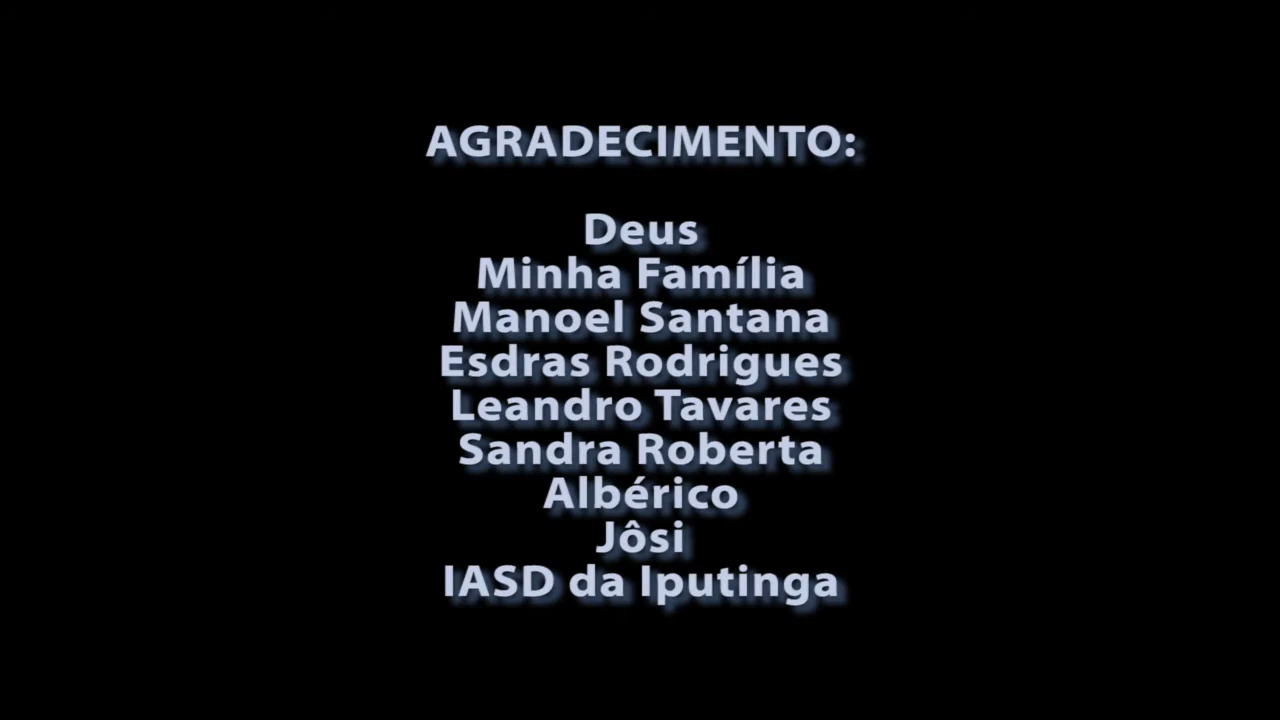 AGRADECIMENTO:
Deus
Minha Família
Manoel Santana
Esdras Rodrigues
Leandro Tavares
Sandra Roberta
Albérico
Jôsi
IASD da Iputinga